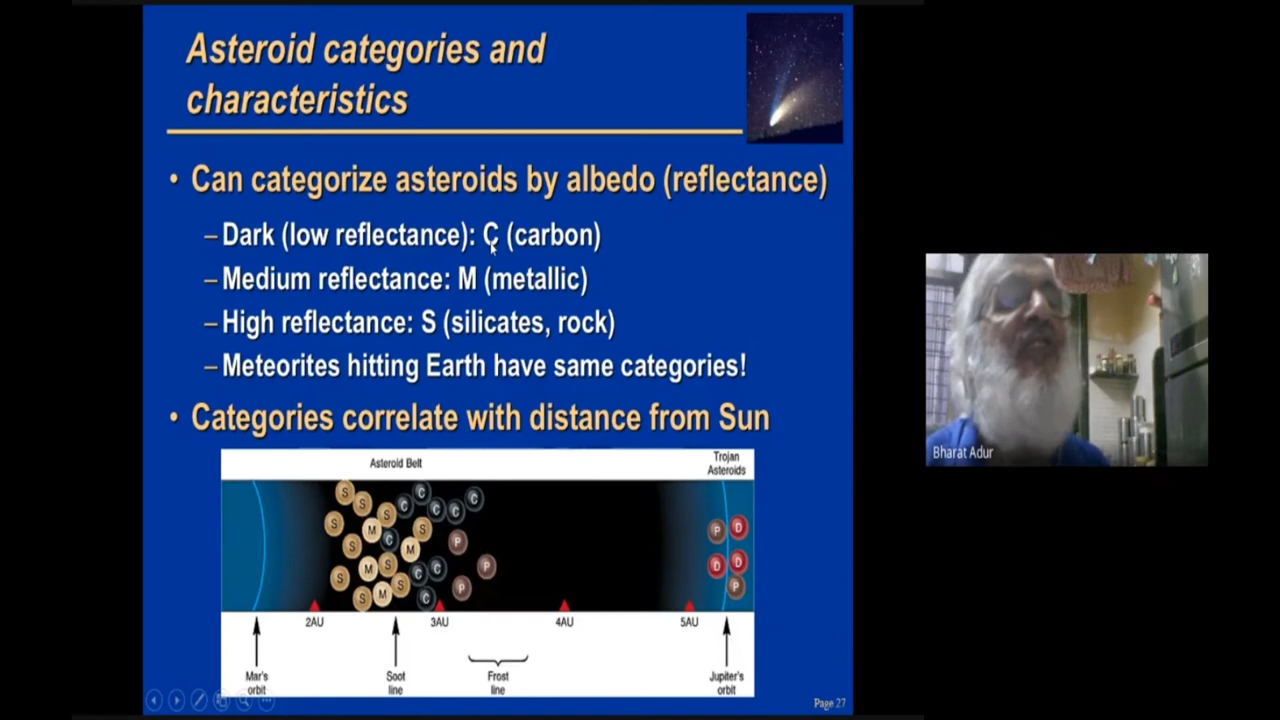 Asteroid categories and
characteristics
• Can categorize asteroids by albedo (reflectance)
– Dark (low reflectance): C (carbon)
– Medium reflectance: M (metallic)
– High reflectance: S (silicates, rock)
– Meteorites hitting Earth have same categories!
• Categories correlate with distance from Sun
Asteroid Belt
Trojan
Asteroids
S S S S S S S S S S
M M M M
C C C C C C C C C
P P P
P D
D D
P
2AU 3AU 4AU 5AU
Mar's
orbit
Soot
line
Frost
line
Jupiter's
orbit
Page 27
Bharat Adur